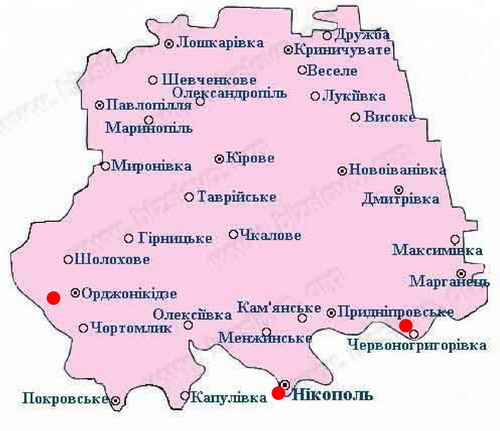 Дружба
Лошкарівка
Криничувате
Шевченкове
Веселе
Олександропіль
Лукіївка
Павлопілля
Високе
Маринопіль
Кірове
Миронівка
Новоіванівка
Таврійське
Дмитрівка
Гірницьке
Чкалове
Максимівка
Шолохове
Марганець
Орджонікідзе
Кам'янське
Придніпровське
Олексіївка
Чортомлик
Менжинське
Червоногригорівка
Нікополь
Покровське
Капулівка